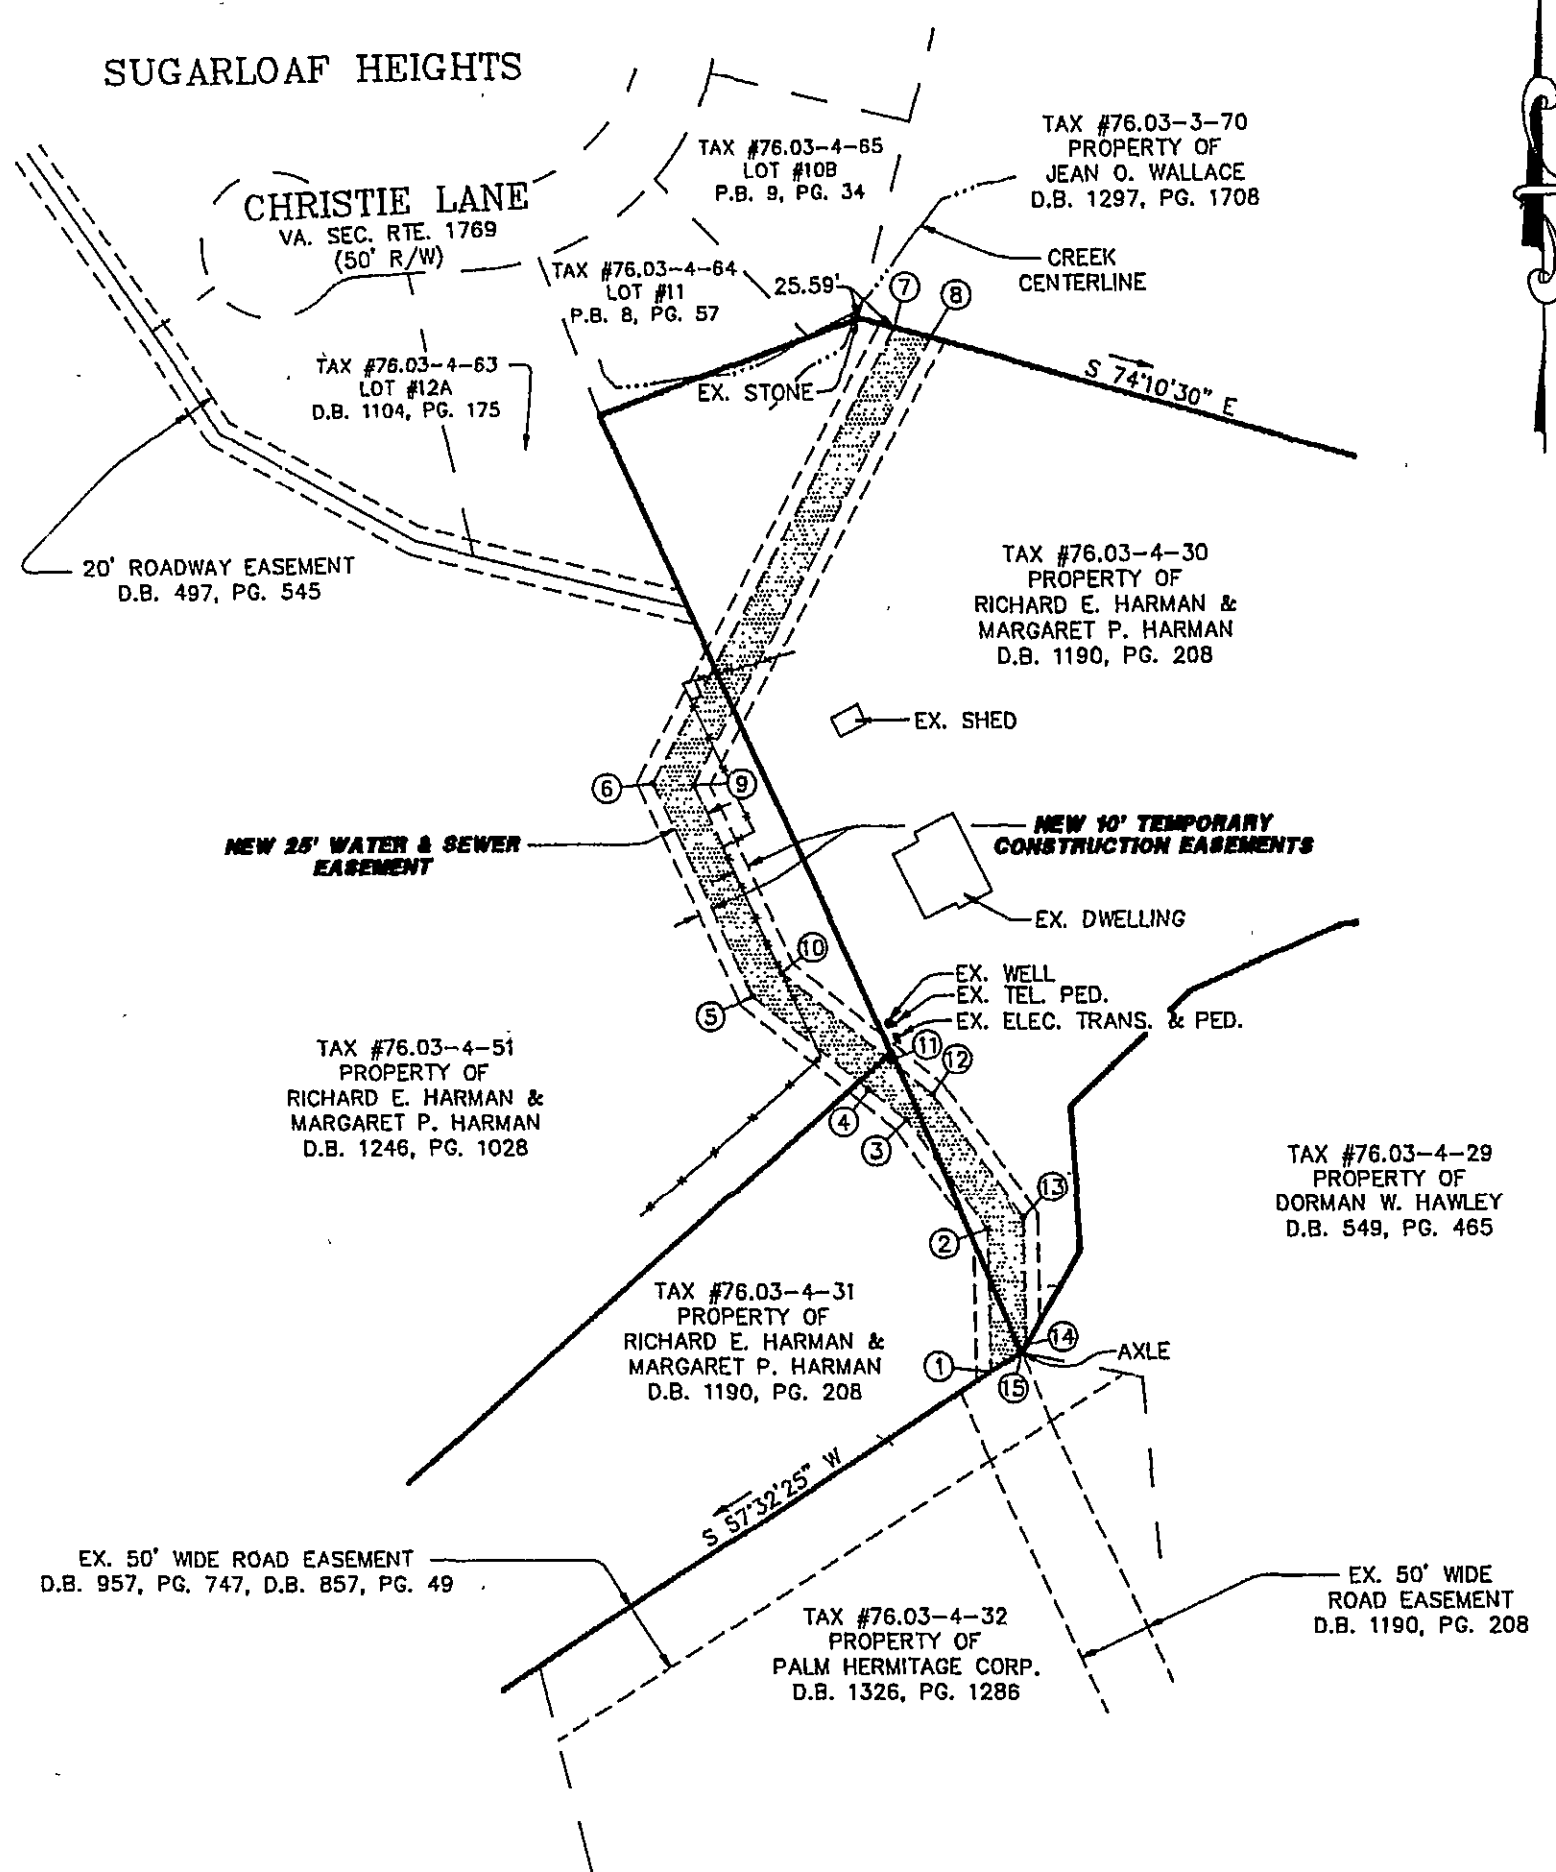 SUGARLOAF HEIGHTS
TAX #76.03-4-65
LOT #10B
P.B. 9, PG. 34
TAX #76.03-3-70
PROPERTY OF
JEAN O. WALLACE
D.B. 1297, PG. 1708
CHRISTIE LANE
VA. SEC. RTE. 1769
(50' R/W)
TAX #76.03-4-64
LOT #11
P.B. 8, PG. 57
25.59'
7
8
CREEK
CENTERLINE
TAX #76.03-4-63
LOT #12A
D.B. 1104, PG. 175
EX. STONE
S 74°10'30" E
20' ROADWAY EASEMENT
D.B. 497, PG. 545
TAX #76.03-4-30
PROPERTY OF
RICHARD E. HARMAN &
MARGARET P. HARMAN
D.B. 1190, PG. 208
EX. SHED
6
9
NEW 25' WATER & SEWER
EASEMENT
NEW 10' TEMPORARY
CONSTRUCTION EASEMENTS
EX. DWELLING
10
EX. WELL
EX. TEL. PED.
EX. ELEC. TRANS. & PED.
5
11
12
4
3
TAX #76.03-4-51
PROPERTY OF
RICHARD E. HARMAN &
MARGARET P. HARMAN
D.B. 1246, PG. 1028
TAX #76.03-4-29
PROPERTY OF
DORMAN W. HAWLEY
D.B. 549, PG. 465
13
2
TAX #76.03-4-31
PROPERTY OF
RICHARD E. HARMAN &
MARGARET P. HARMAN
D.B. 1190, PG. 208
14
1
15
AXLE
S 57°32'25" W
EX. 50' WIDE ROAD EASEMENT
D.B. 957, PG. 747, D.B. 857, PG. 49
EX. 50' WIDE
ROAD EASEMENT
D.B. 1190, PG. 208
TAX #76.03-4-32
PROPERTY OF
PALM HERMITAGE CORP.
D.B. 1326, PG. 1286